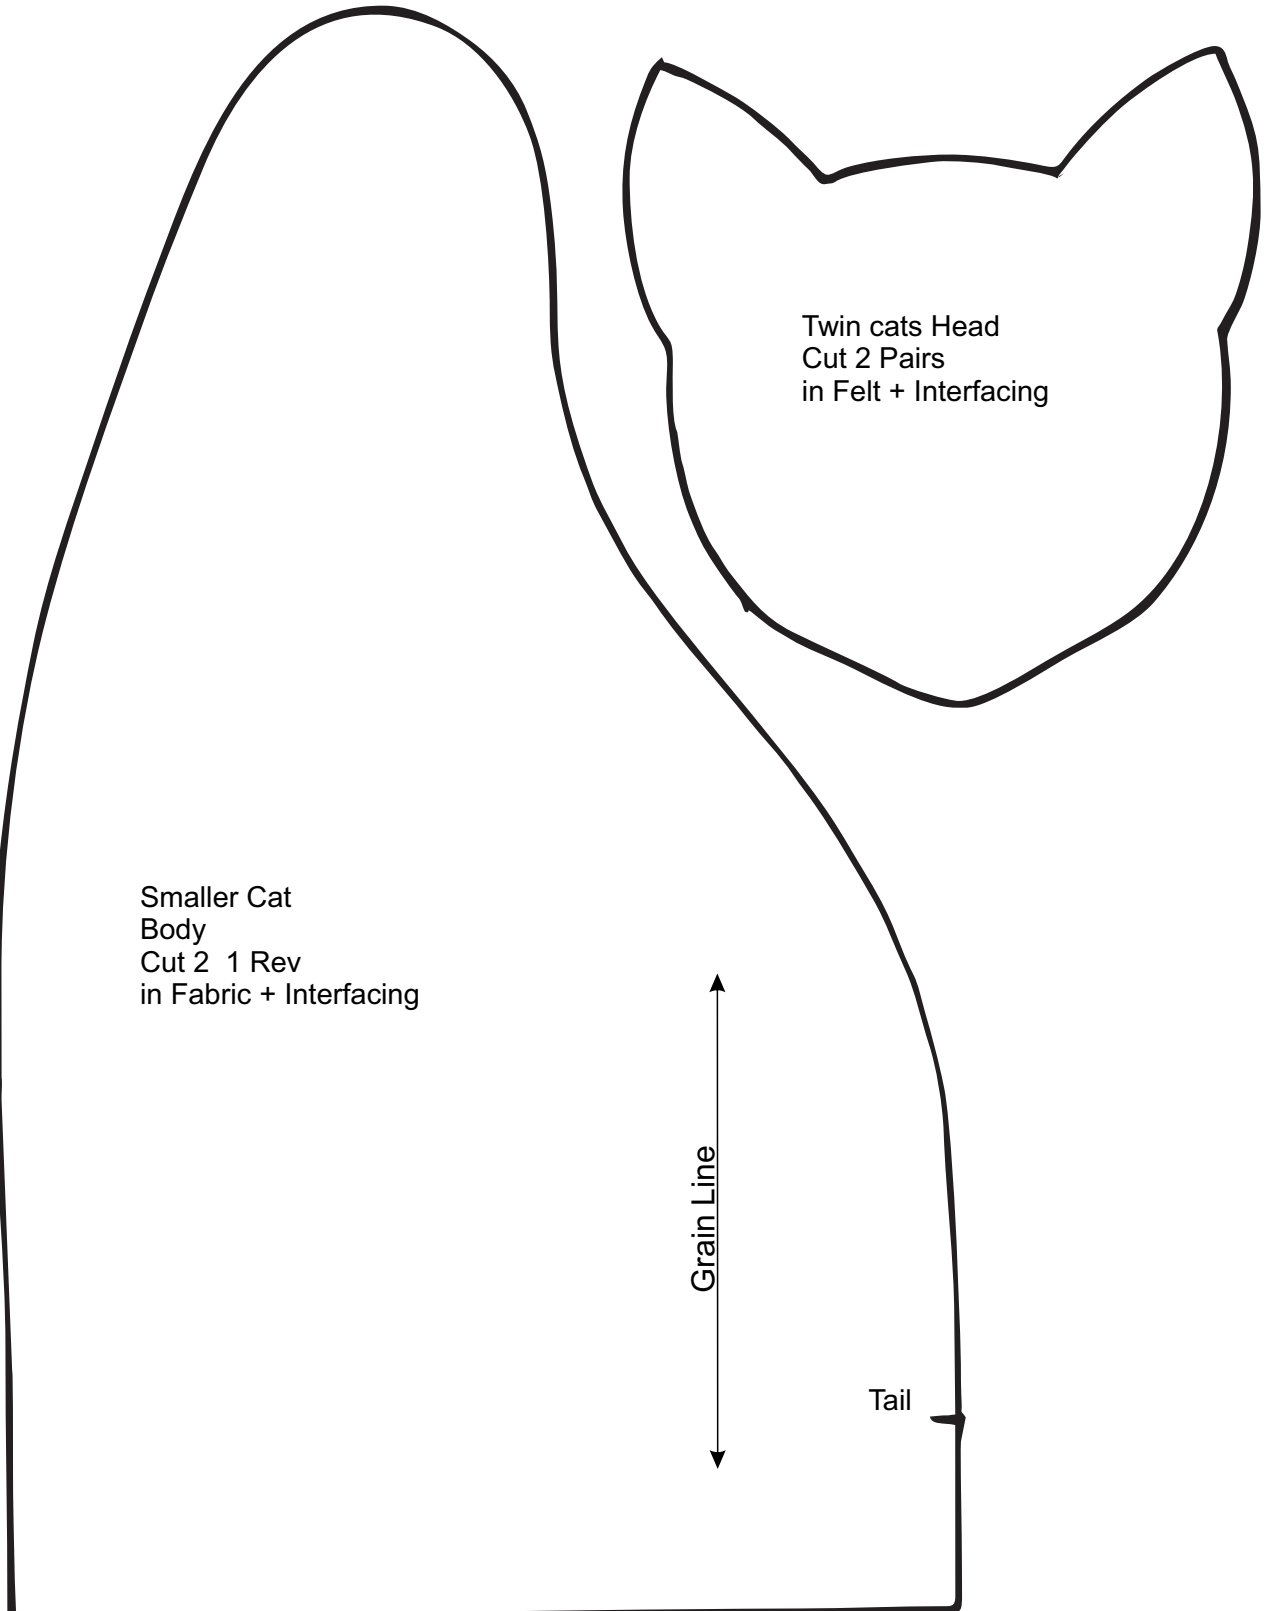 Twin cats Head
Cut 2 Pairs
in Felt + Interfacing
Smaller Cat
Body
Cut 2  1 Rev
in Fabric + Interfacing
Grain Line
Tail